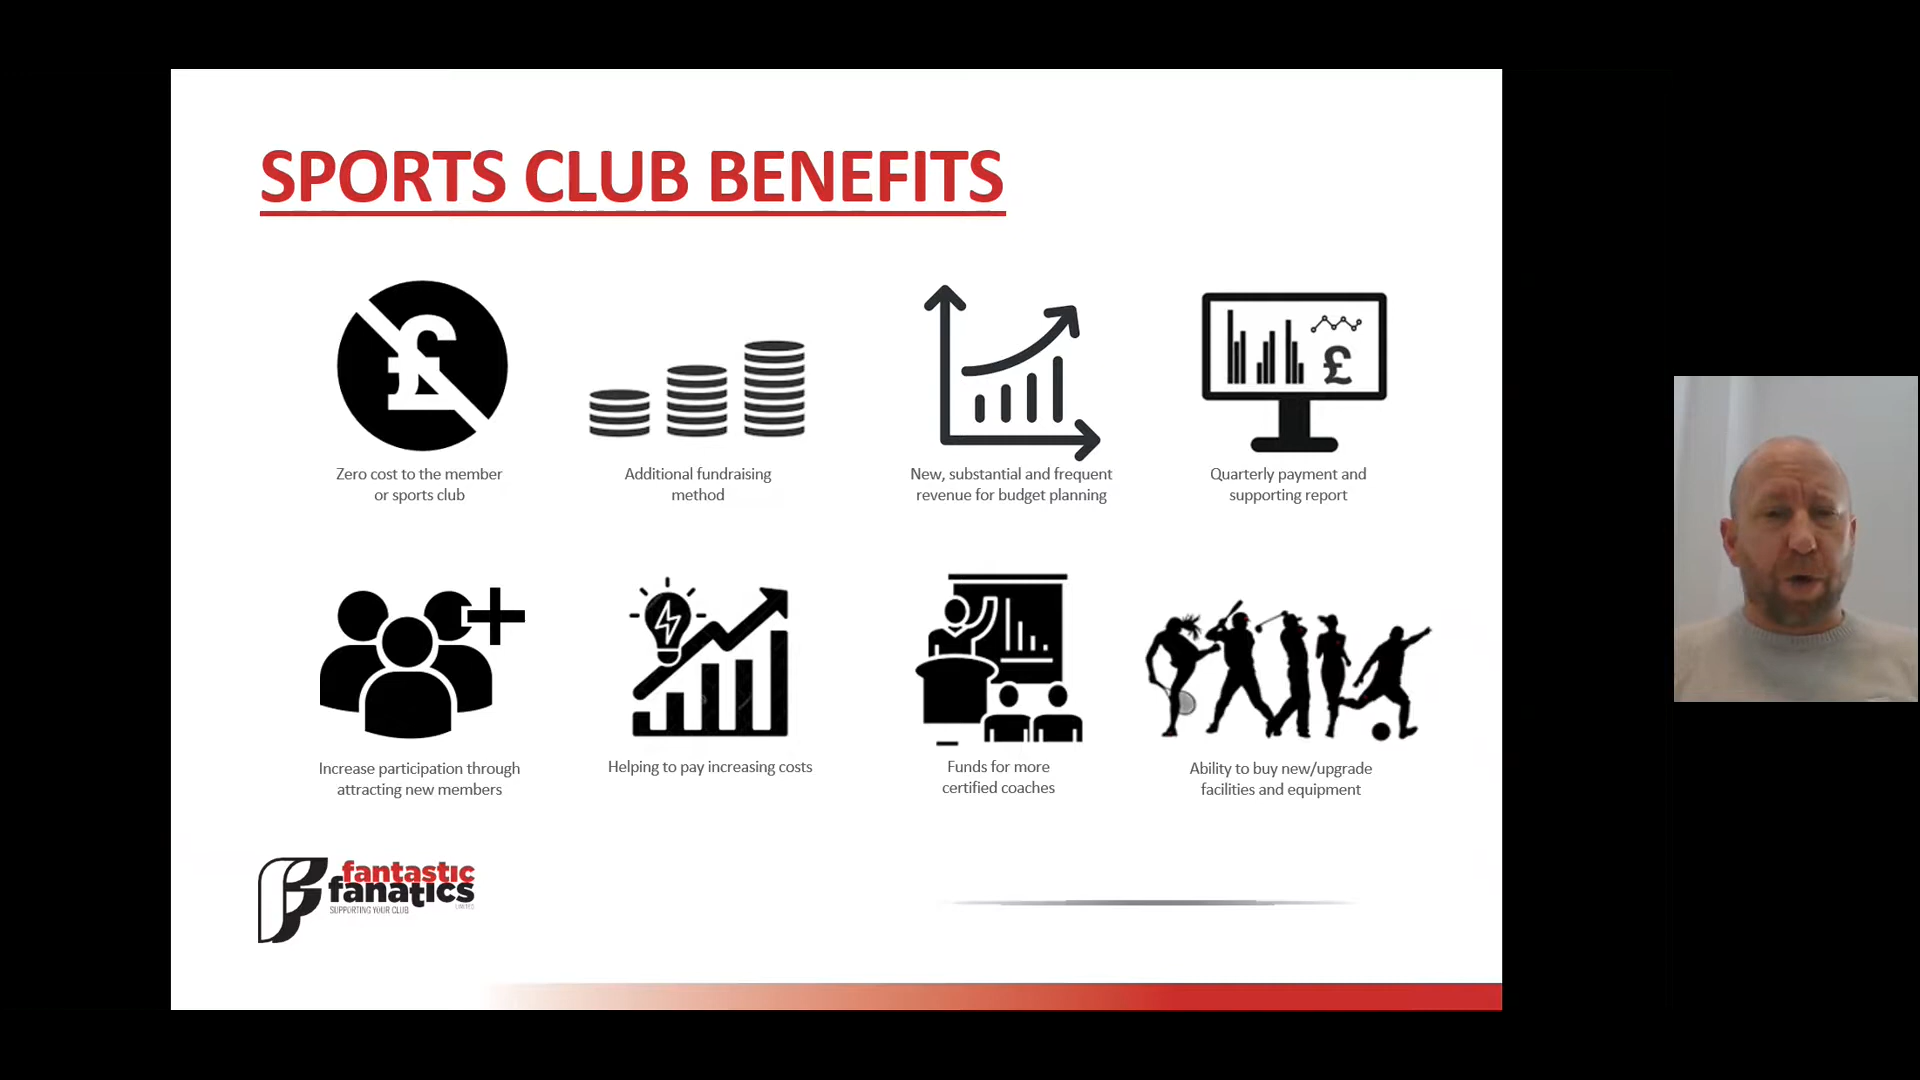 SPORTS CLUB BENEFITS
Zero cost to the member
or sports club
Additional fundraising
method
New, substantial and frequent
revenue for budget planning
Quarterly payment and
supporting report
Increase participation through
attracting new members
Helping to pay increasing costs
Funds for more
certified coaches
Ability to buy new/upgrade
facilities and equipment
fantastic
fanatics
SUPPORTING YOUR CLUB
LIMITED